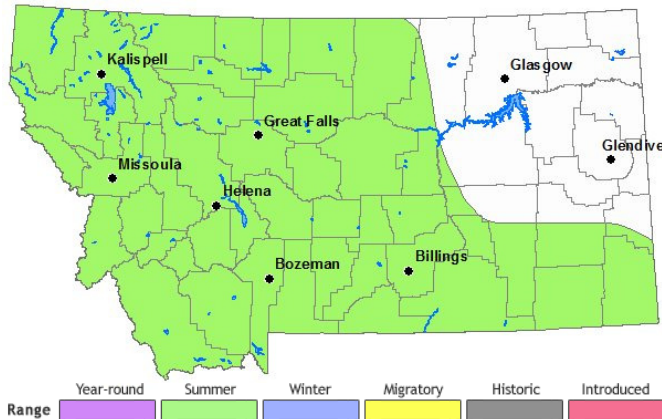 Kalispell
Glasgow
Great Falls
Glendive
Missoula
Helena
Billings
Bozeman
Year-round Summer Winter Migratory Historic Introduced
Range